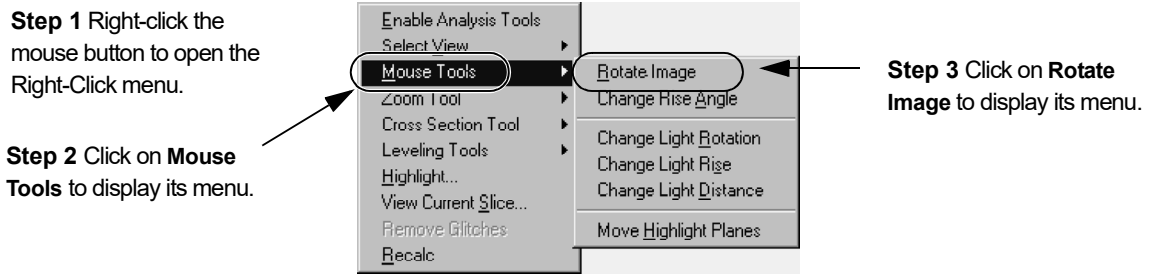 Step 1 Right-click the
mouse button to open the
Right-Click menu.
Step 2 Click on Mouse
Tools to display its menu.
Enable Analysis Tools
Select View
Mouse Tools
Zoom Tool
Cross Section Tool
Leveling Tools
Highlight...
View Current Slice...
Remove Glitches
Recalc
Rotate Image
Change Rise Angle
Change Light Rotation
Change Light Rise
Change Light Distance
Move Highlight Planes
Step 3 Click on Rotate
Image to display its menu.